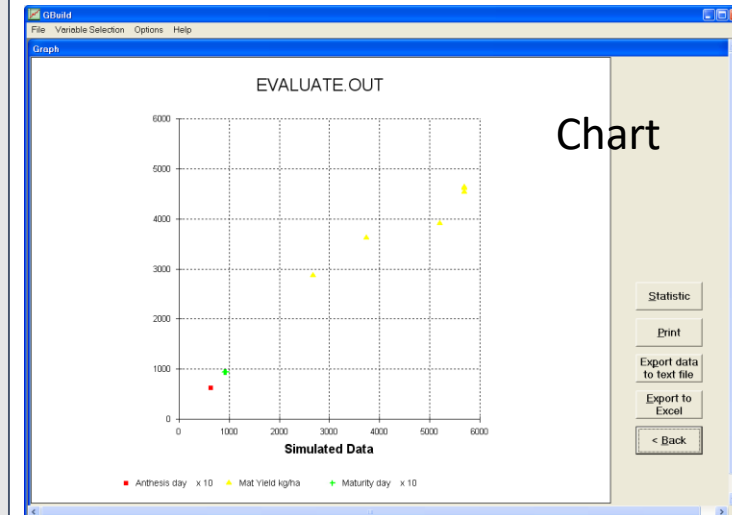 GBuild
File Variable Selection Options Help
Graph
EVALUATE.OUT
Chart
6000
5000
4000
3000
2000
1000
0
0 1000 2000 3000 4000 5000 6000
Simulated Data
Anthesis day x 10 Mat Yield kg/ha Maturity day x 10
Statistic
Print
Export data
to text file
Export to
Excel
< Back